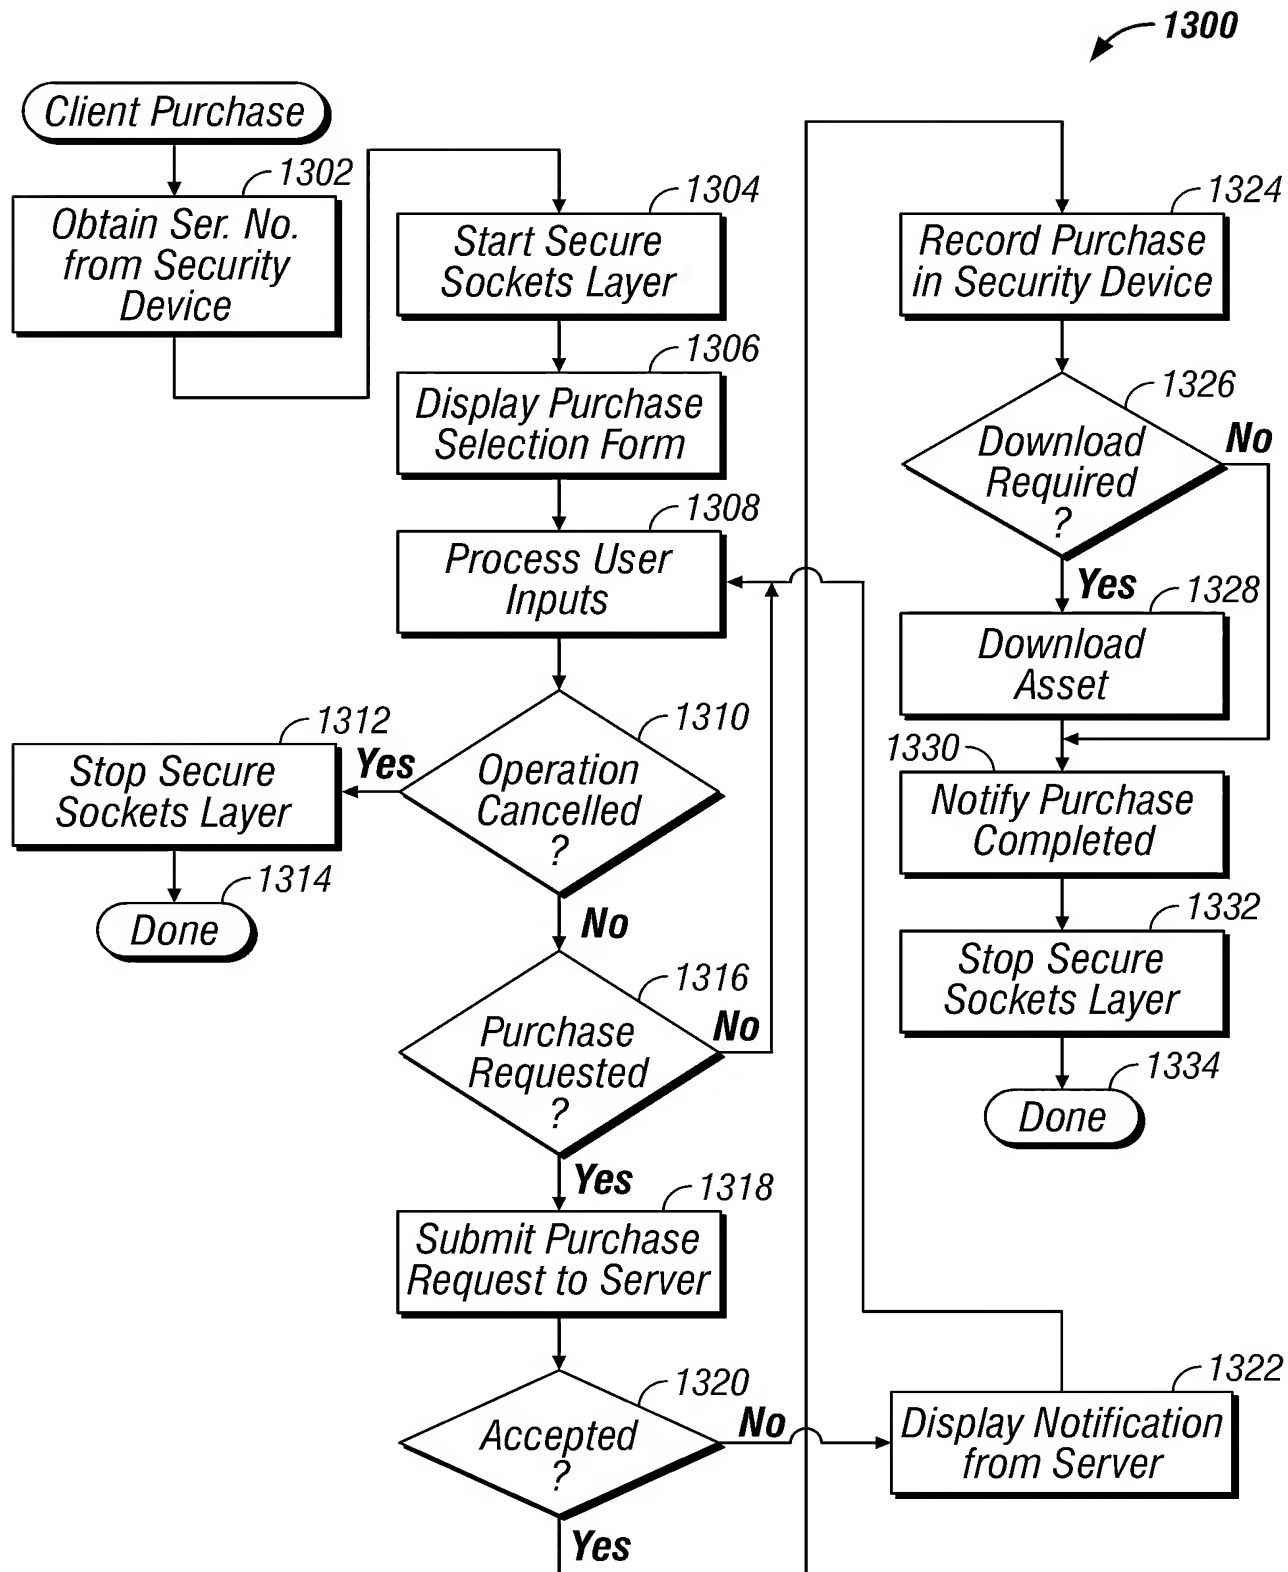 1300
Client Purchase
1302
Obtain Ser. No.
from Security
Device
1304
Start Secure
Sockets Layer
1306
Display Purchase
Selection Form
1308
Process User
Inputs
1310
Operation
Cancelled
?
Yes
1312
Stop Secure
Sockets Layer
1314
Done
No
1316
Purchase
Requested
?
No
Yes
1318
Submit Purchase
Request to Server
1320
Accepted
?
No
Yes
1322
Display Notification
from Server
1324
Record Purchase
in Security Device
1326
Download
Required
?
No
Yes
1328
Download
Asset
1330
Notify Purchase
Completed
1332
Stop Secure
Sockets Layer
1334
Done